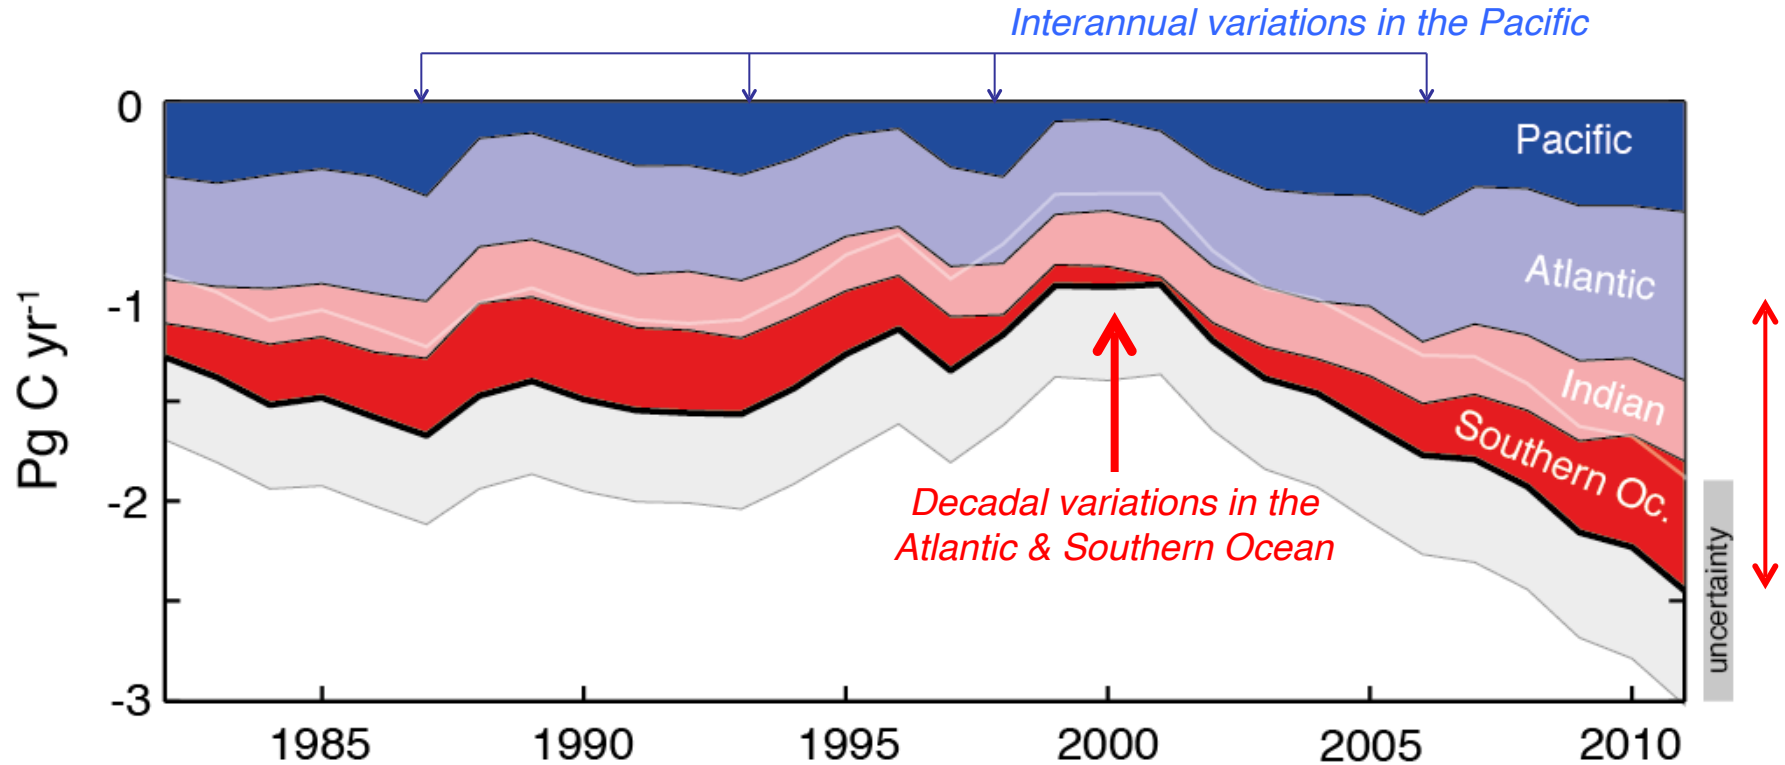 Interannual variations in the Pacific
0
-1
-2
-3
Pg C yr-1
Pacific
Atlantic
Indian
Southern Oc.
Decadal variations in the
Atlantic & Southern Ocean
uncertainty
1985 1990 1995 2000 2005 2010